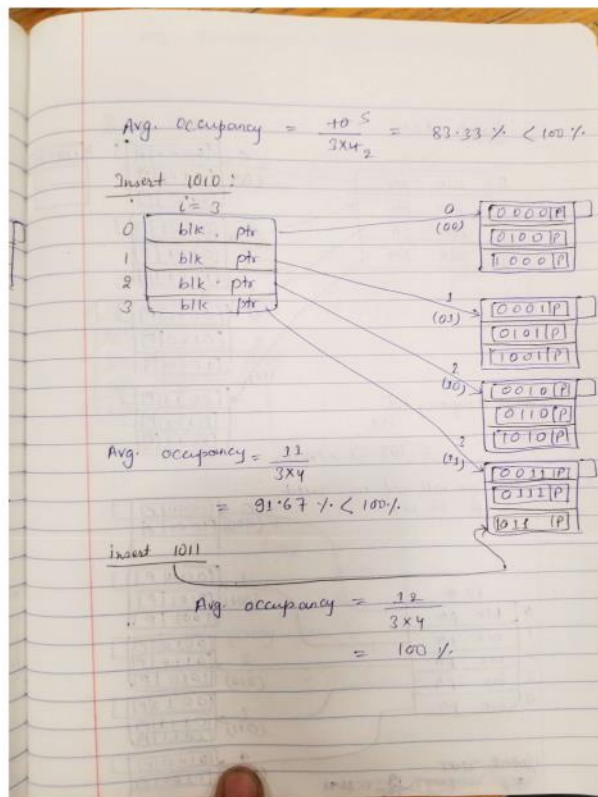 Avg. occupancy = 10 5 / 3x4 2 = 83.33 % < 100 %
Insert 1010 :
i = 3
0 blk. ptr
1 blk ptr
2 blk. ptr
3 blk ptr
0
(00)
0000 P
0100 P
1000 P
1
(01)
0001 P
0101 P
1001 P
2
(10)
0010 P
0110 P
1010 P
(11)
0011 P
0111 P
1011 P
Avg. occupancy = 11 / 3x4
= 91.67 % < 100%
insert 1011
Avg. occupancy = 12 / 3x4
= 100 %